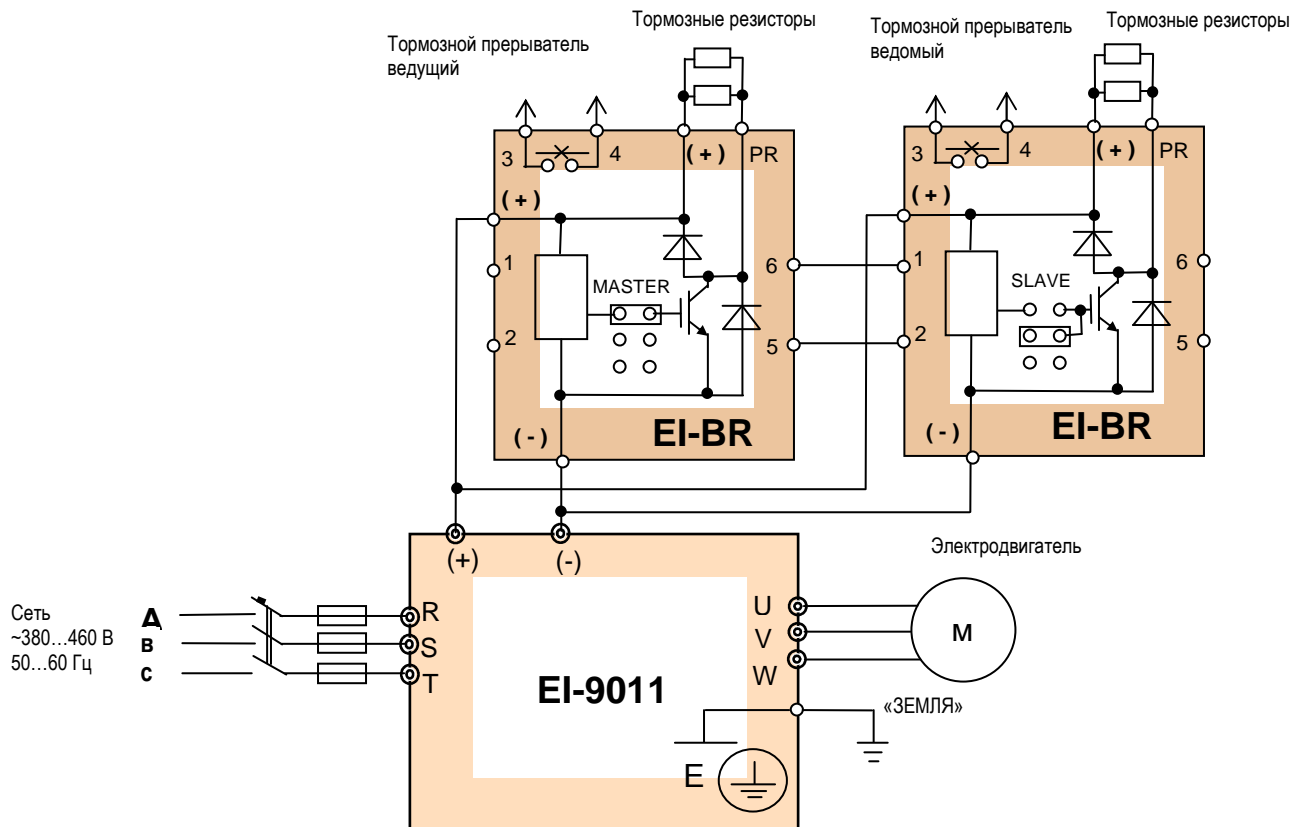 Тормозной прерыватель
ведущий
Тормозные резисторы
Тормозной прерыватель
ведомый
Тормозные резисторы
3 4 (+) PR
(+)
1
2
MASTER
6
5
(-)
EI-BR
3 4 (+) PR
(+)
1
2
SLAVE
6
5
(-)
EI-BR
(+) (-)
Сеть
~380...460 В
50...60 Гц
A
B
C
R
S
T
EI-9011
U
V
W
E
Электродвигатель
M
«ЗЕМЛЯ»